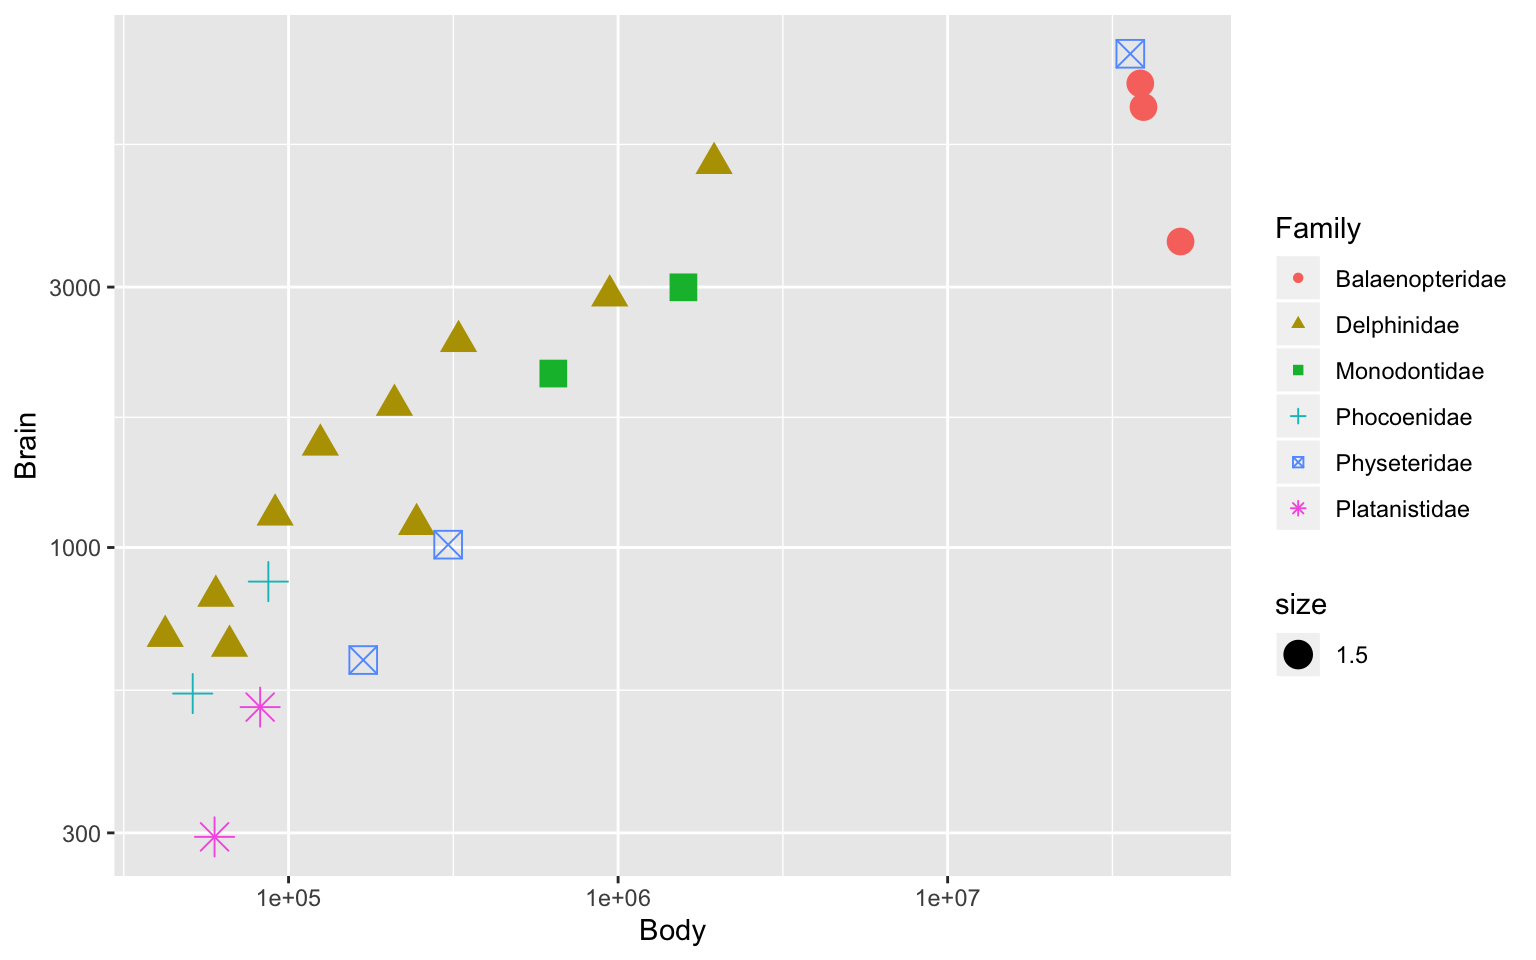 Brain
3000
1000
300
1e+05
1e+06
1e+07
Body
Family
Balaenopteridae
Delphinidae
Monodontidae
Phocoenidae
Physeteridae
Platanistidae
size
1.5